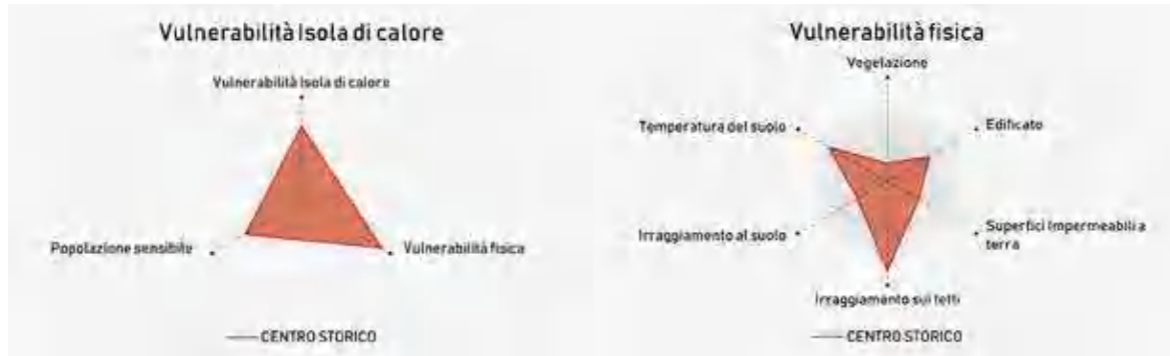 Vulnerabilità Isola di calore
Vulnerabilità Isola di calore
Popolazione sensibile
Vulnerabilità fisica
CENTRO STORICO
Vulnerabilità fisica
Vegetazione
Temperatura del suolo
Edificato
Irraggiamento al suolo
Superfici Impermeabili a
terra
Irraggiamento sui tetti
CENTRO STORICO